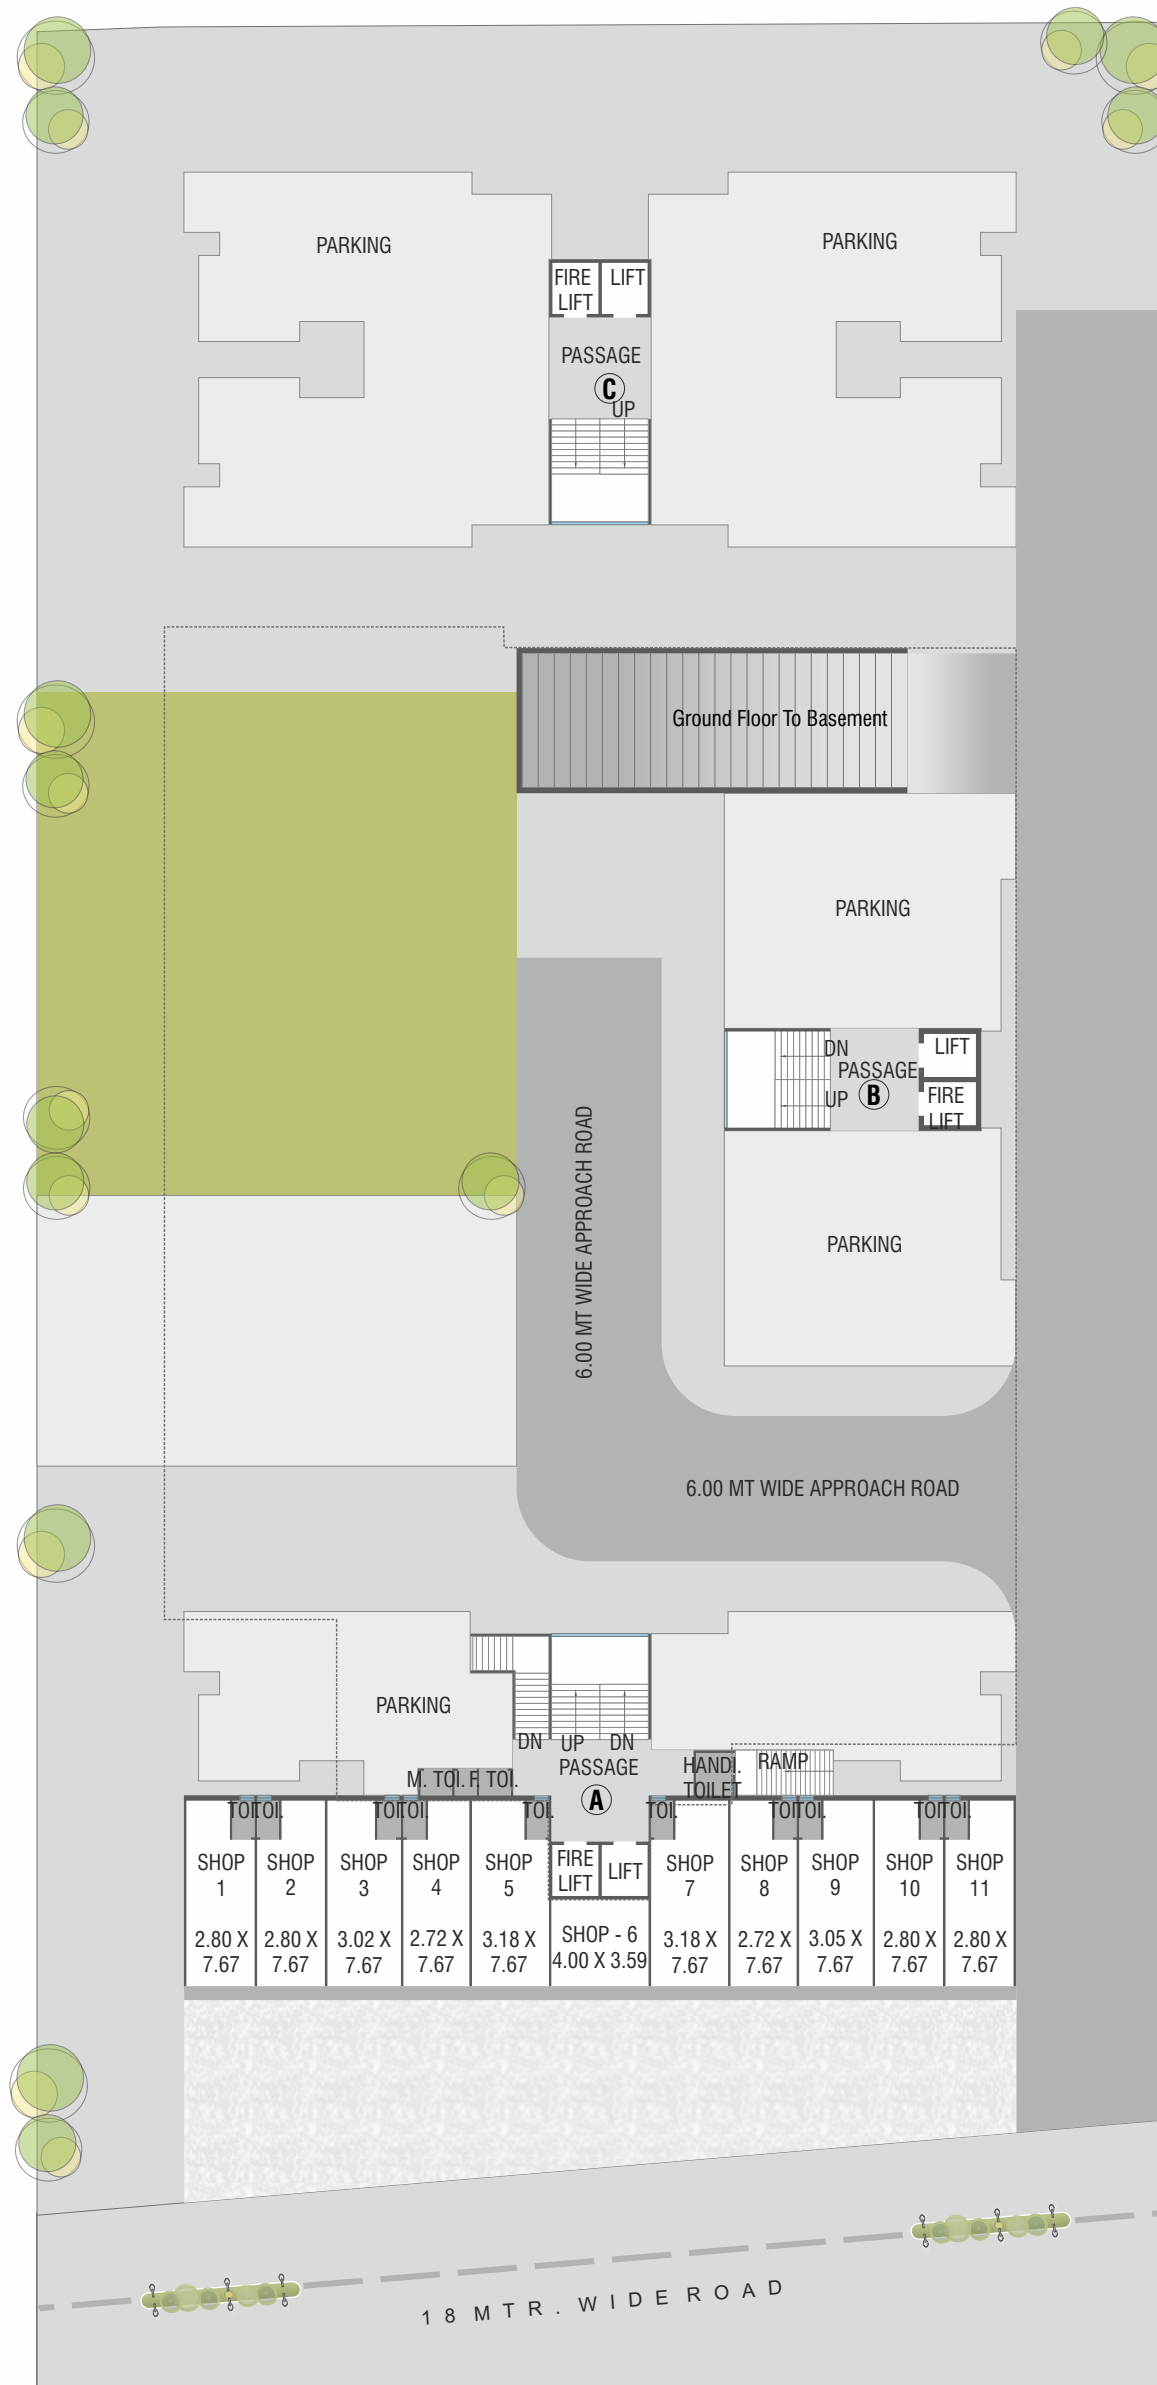 PARKING
PARKING
FIRE
LIFT
LIFT
PASSAGE
C
UP
Ground Floor To Basement
PARKING
DN
PASSAGE
UP
B
LIFT
FIRE
LIFT
6.00 MT WIDE APPROACH ROAD
PARKING
6.00 MT WIDE APPROACH ROAD
PARKING
DN
UP
DN
PASSAGE
A
HANDI.
TOILET
RAMP
M. TOI.
F. TOI.
TOI.
TOI.
TOI.
TOI.
TOI.
TOI.
TOI.
TOI.
TOI.
TOI.
SHOP
1
2.80 X
7.67
SHOP
2
2.80 X
7.67
SHOP
3
3.02 X
7.67
SHOP
4
2.72 X
7.67
SHOP
5
3.18 X
7.67
FIRE
LIFT
LIFT
SHOP - 6
4.00 X 3.59
SHOP
7
3.18 X
7.67
SHOP
8
2.72 X
7.67
SHOP
9
3.05 X
7.67
SHOP
10
2.80 X
7.67
SHOP
11
2.80 X
7.67
18 MTR. WIDE ROAD